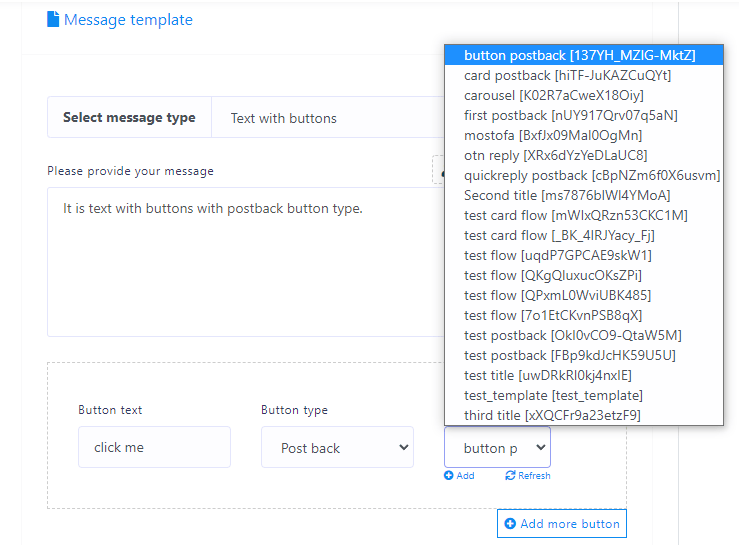 Message template
button postback [137YH_MZIG-MktZ]
card postback [hiTF-JuKAZCuQYt]
carousel [K02R7aCweX18Oiy]
first postback [nUY917Qrv07q5aN]
mostofa [BxfJx09Mal0OgMn]
otn reply [XRx6dYzYeDLaUC8]
quickreply postback [cBpNZm6f0X6usvm]
Second title [ms7876bIWI4YMoA]
test card flow [mWIxQRzn53CKC1M]
test card flow [_BK_4IRJYacy_Fj]
test flow [uqdP7GPCAE9skW1]
test flow [QKgQIuxucOKsZPi]
test flow [QPxmL0WviUBK485]
test flow [7o1EtCKvnPSB8qX]
test postback [OkI0vCO9-QtaW5M]
test postback [FBp9kdJcHK59U5U]
test title [uwDRkRI0kj4nxIE]
test_template [test_template]
third title [xXQCFr9a23etzF9]
Select message type
Text with buttons
Please provide your message
It is text with buttons with postback button type.
Button text
Button type
click me
Post back
button p
Add
Refresh
Add more button